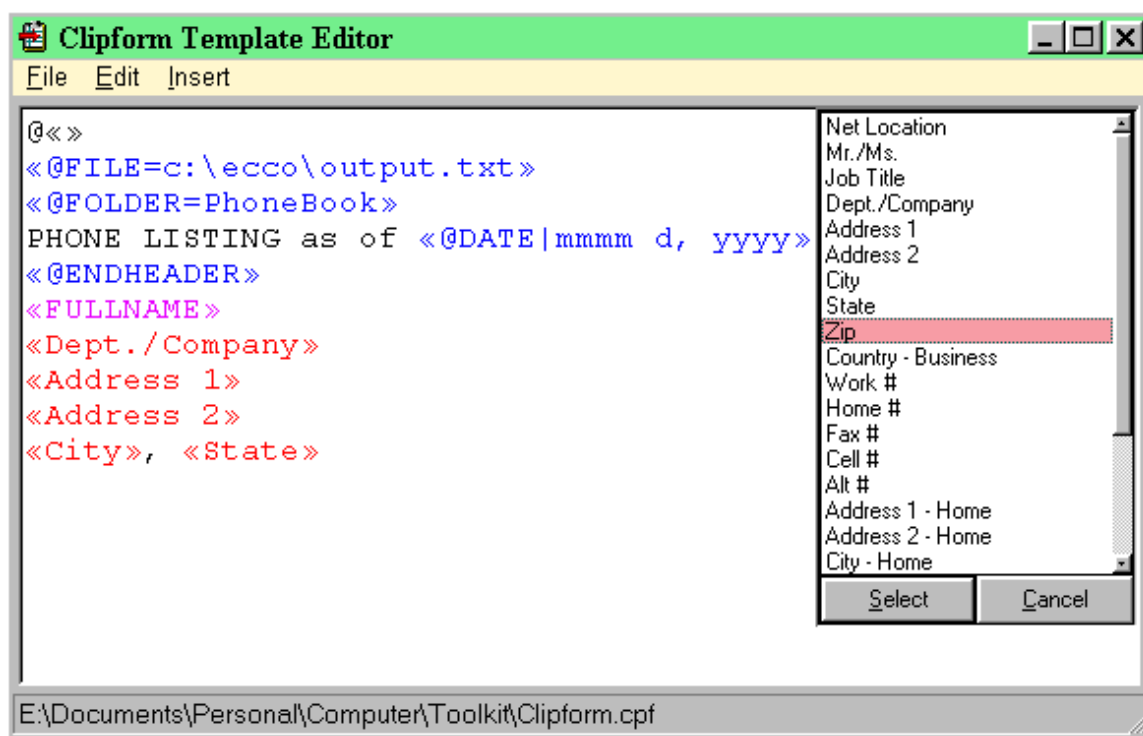 Clipform Template Editor
File Edit Insert
@«»
«@FILE=c:\ecco\output.txt»
«@FOLDER=PhoneBook»
PHONE LISTING as of «@DATE|mmmm d, yyyy»
«@ENDHEADER»
«FULLNAME»
«Dept./Company»
«Address 1»
«Address 2»
«City», «State»
Net Location
Mr./Ms.
Job Title
Dept./Company
Address 1
Address 2
City
State
Zip
Country - Business
Work #
Home #
Fax #
Cell #
Alt #
Address 1 - Home
Address 2 - Home
City - Home
Select Cancel
E:\Documents\Personal\Computer\Toolkit\Clipform.cpf